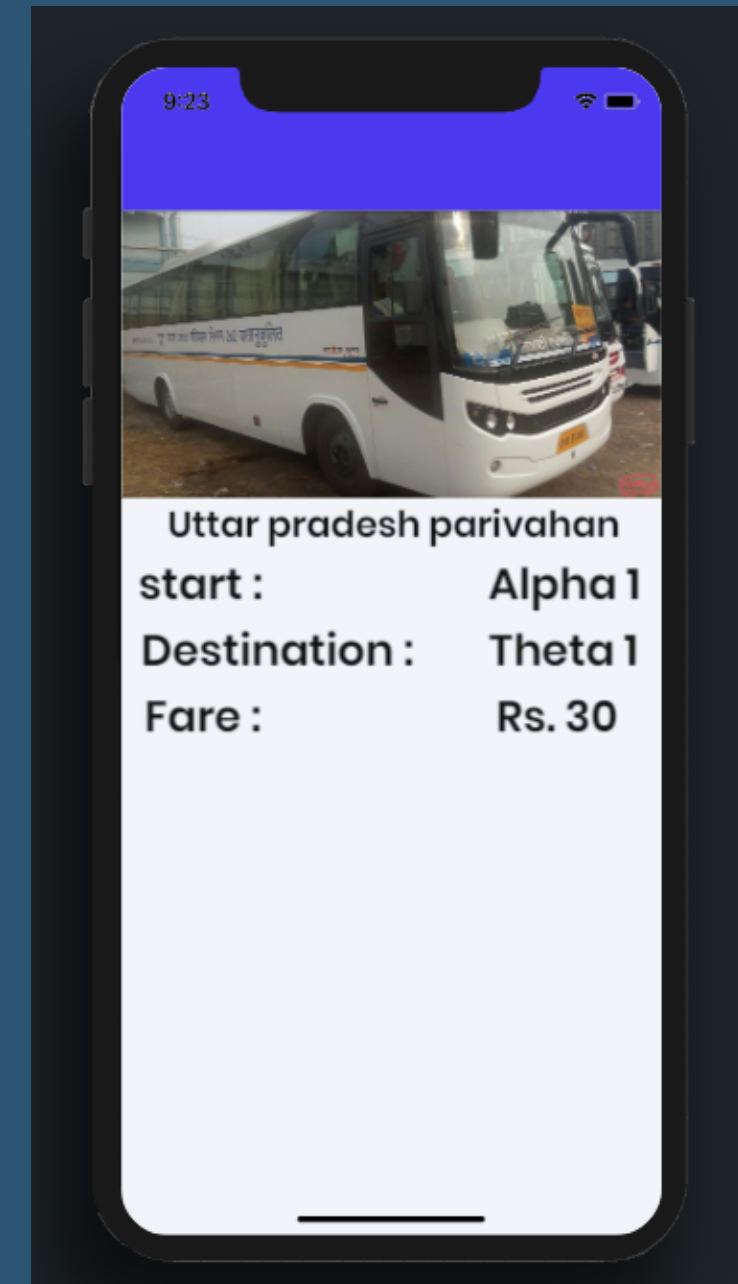 9:23
वातानुकूलित
Uttar pradesh parivahan
start : Alpha 1
Destination : Theta 1
Fare : Rs. 30